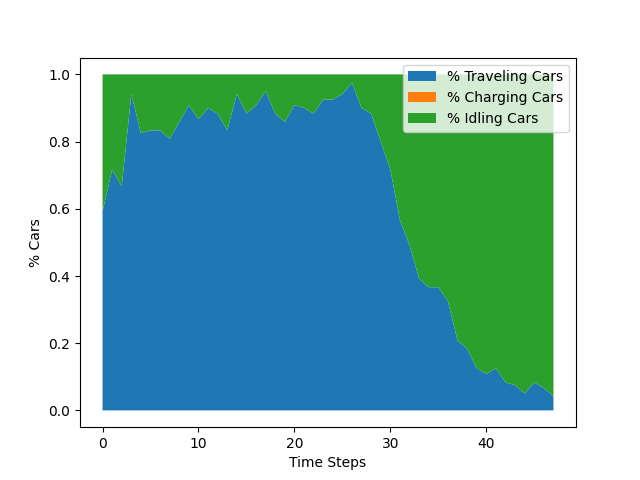 1.0
0.8
0.6
0.4
0.2
0.0
% Cars
% Traveling Cars
% Charging Cars
% Idling Cars
0 10 20 30 40
Time Steps